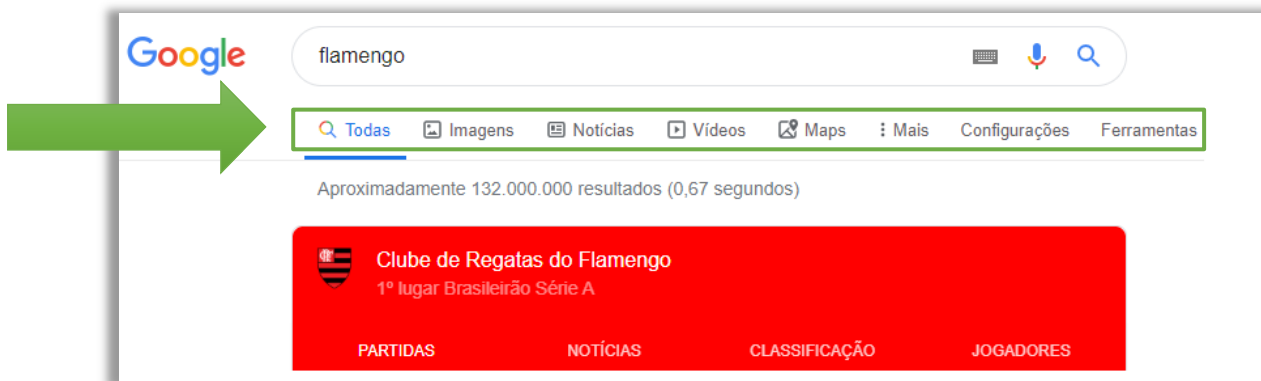 Google
flamengo
Todas Imagens Notícias Vídeos Maps Mais Configurações Ferramentas
Aproximadamente 132.000.000 resultados (0,67 segundos)
Clube de Regatas do Flamengo
1º lugar Brasileirão Série A
PARTIDAS NOTÍCIAS CLASSIFICAÇÃO JOGADORES